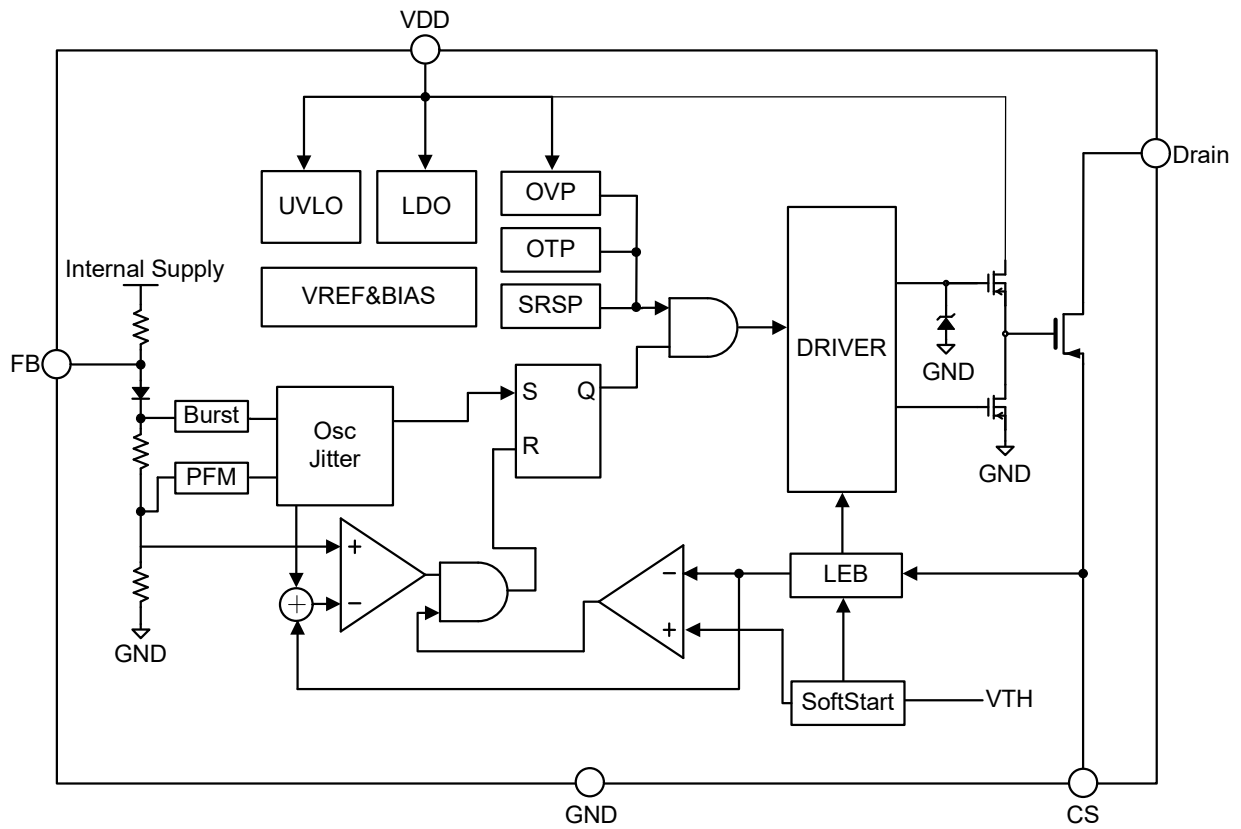 VDD
Drain
UVLO
LDO
OVP
OTP
SRSP
VREF&BIAS
Internal Supply
FB
DRIVER
GND
GND
Burst
PFM
Osc
Jitter
S
Q
R
+
−
+
GND
−
+
LEB
SoftStart
VTH
GND
CS